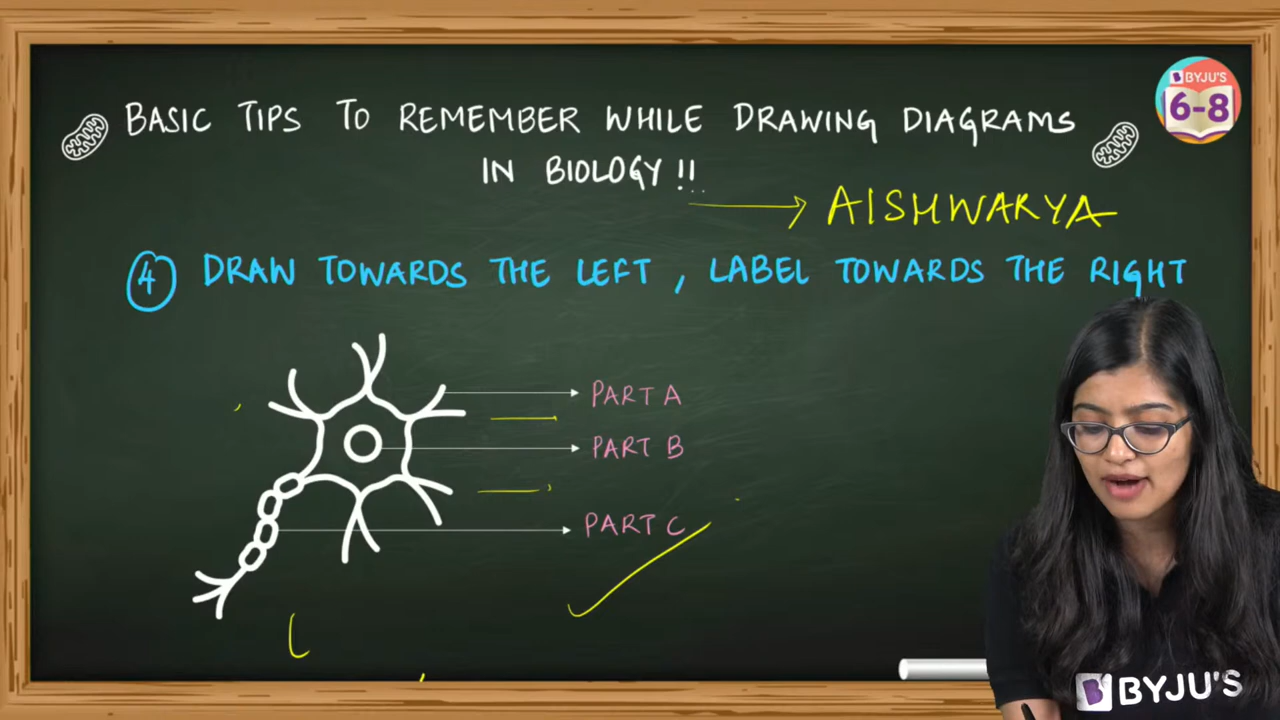 BASIC TIPS TO REMEMBER WHILE DRAWING DIAGRAMS
IN BIOLOGY !!
AISHWARYA
BYJU'S
6-8
4 DRAW TOWARDS THE LEFT, LABEL TOWARDS THE RIGHT
PART A
PART B
PART C
BYJU'S